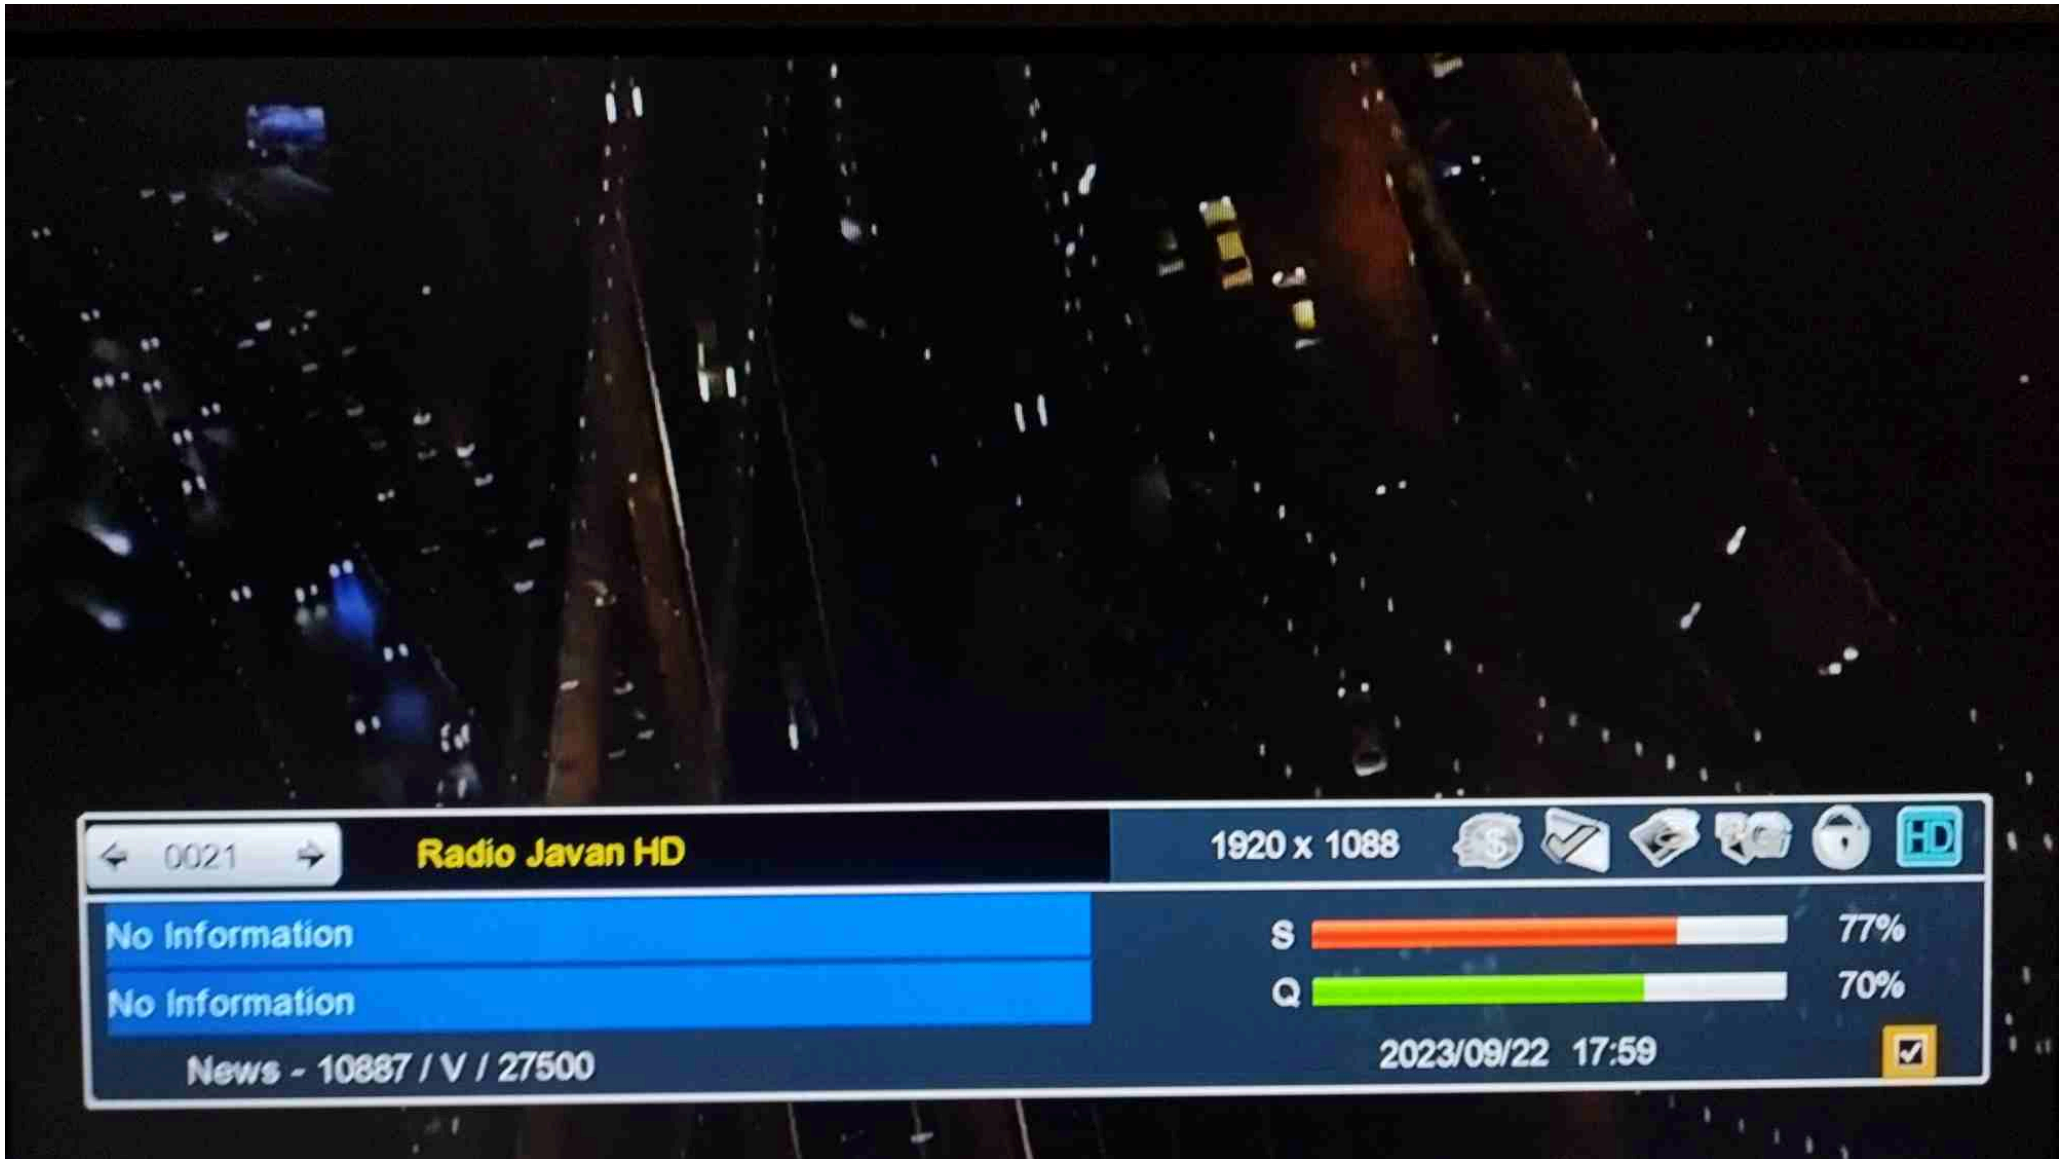 0021 Radio Javan HD 1920 x 1088 HD
No Information
S 77%
No Information
Q 70%
News - 10887 / V / 27500
2023/09/22 17:59